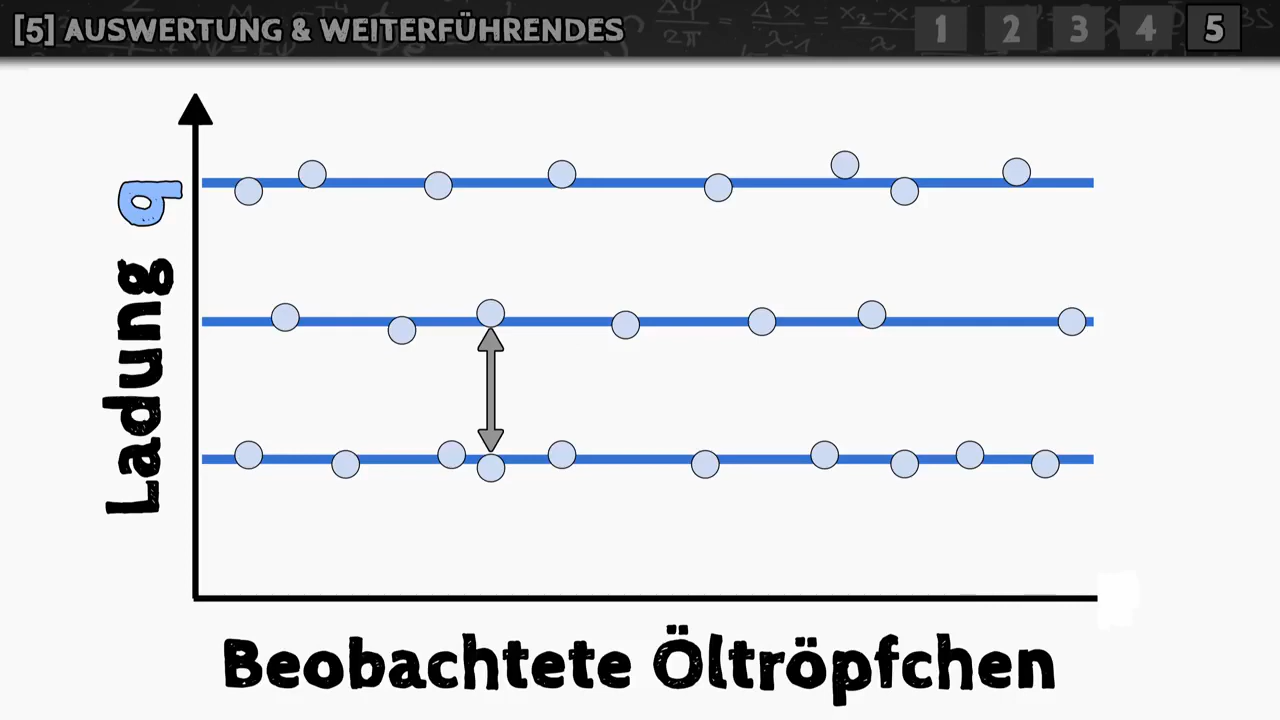 [5] AUSWERTUNG & WEITERFÜHRENDES
1 2 3 4 5
Ladung q
Beobachtete Öltröpfchen